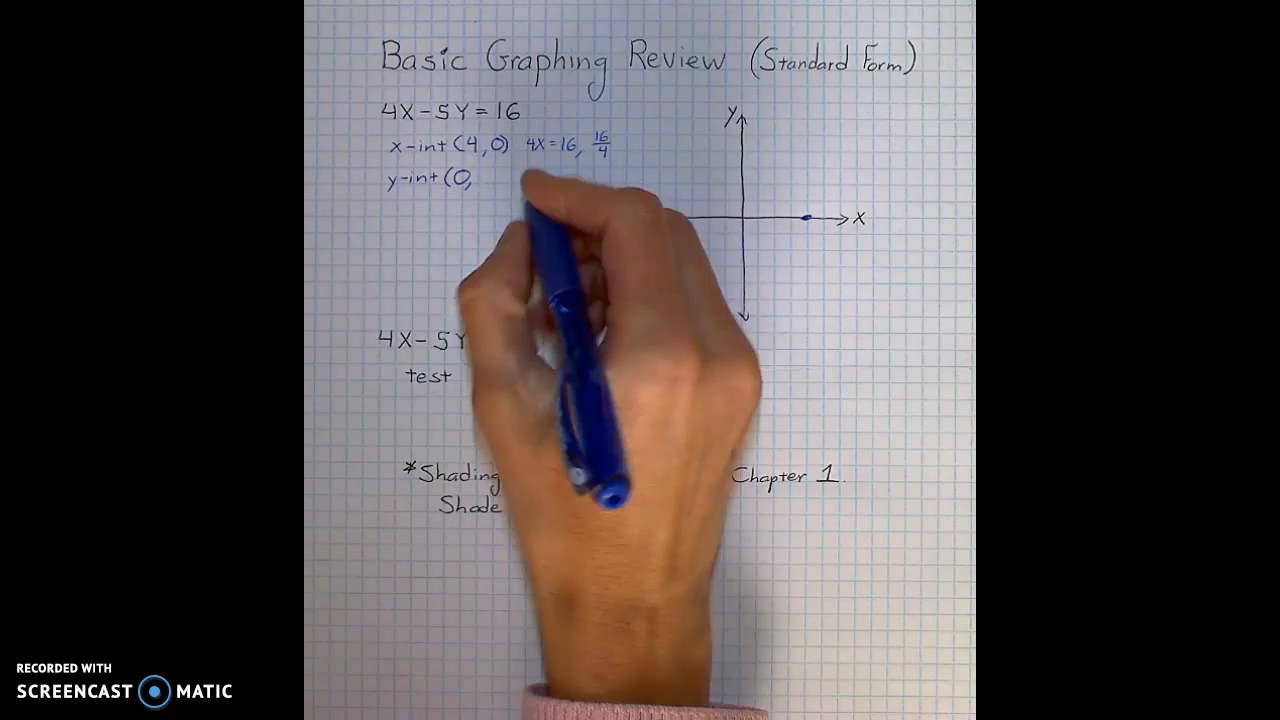 Basic Graphing Review (Standard Form)
4X - 5Y = 16
x-int (4, 0) 4X = 16, 16/4
y-int (0,
Y
X
4X - 5Y
test
*Shading
Chapter 1
Shade
RECORDED WITH
SCREENCAST MATIC